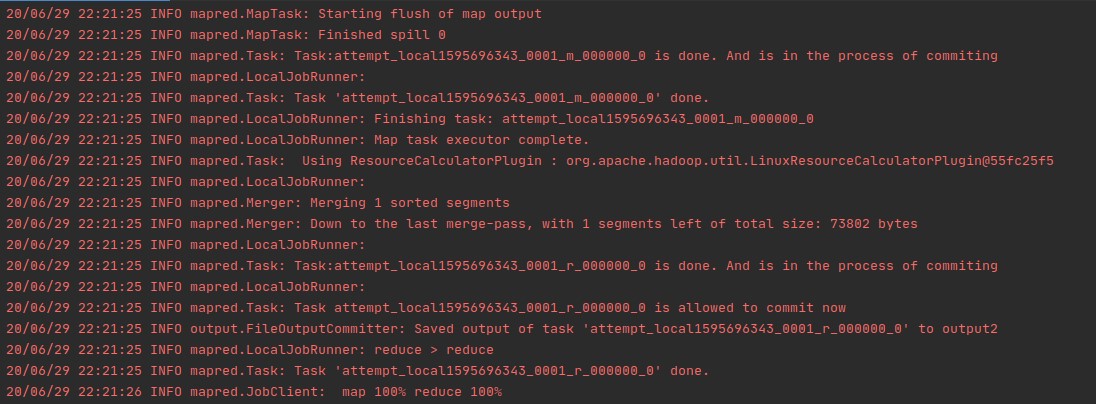 20/06/29 22:21:25 INFO mapred.MapTask: Starting flush of map output
20/06/29 22:21:25 INFO mapred.MapTask: Finished spill 0
20/06/29 22:21:25 INFO mapred.Task: Task:attempt_local1595696343_0001_m_000000_0 is done. And is in the process of commiting
20/06/29 22:21:25 INFO mapred.LocalJobRunner:
20/06/29 22:21:25 INFO mapred.Task: Task 'attempt_local1595696343_0001_m_000000_0' done.
20/06/29 22:21:25 INFO mapred.LocalJobRunner: Finishing task: attempt_local1595696343_0001_m_000000_0
20/06/29 22:21:25 INFO mapred.LocalJobRunner: Map task executor complete.
20/06/29 22:21:25 INFO mapred.Task:  Using ResourceCalculatorPlugin : org.apache.hadoop.util.LinuxResourceCalculatorPlugin@55fc25f5
20/06/29 22:21:25 INFO mapred.LocalJobRunner:
20/06/29 22:21:25 INFO mapred.Merger: Merging 1 sorted segments
20/06/29 22:21:25 INFO mapred.Merger: Down to the last merge-pass, with 1 segments left of total size: 73802 bytes
20/06/29 22:21:25 INFO mapred.LocalJobRunner:
20/06/29 22:21:25 INFO mapred.Task: Task:attempt_local1595696343_0001_r_000000_0 is done. And is in the process of commiting
20/06/29 22:21:25 INFO mapred.LocalJobRunner:
20/06/29 22:21:25 INFO mapred.Task: Task attempt_local1595696343_0001_r_000000_0 is allowed to commit now
20/06/29 22:21:25 INFO output.FileOutputCommitter: Saved output of task 'attempt_local1595696343_0001_r_000000_0' to output2
20/06/29 22:21:25 INFO mapred.LocalJobRunner: reduce > reduce
20/06/29 22:21:25 INFO mapred.Task: Task 'attempt_local1595696343_0001_r_000000_0' done.
20/06/29 22:21:26 INFO mapred.JobClient:  map 100% reduce 100%